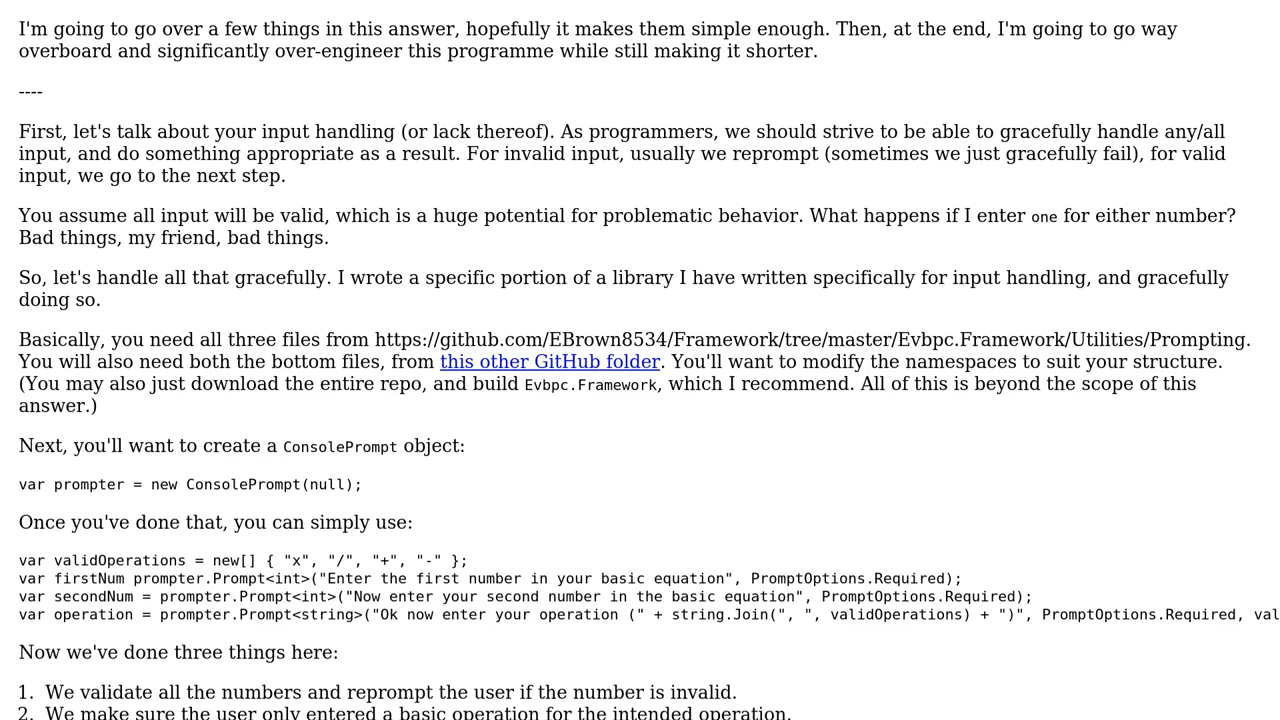 I'm going to go over a few things in this answer, hopefully it makes them simple enough. Then, at the end, I'm going to go way
overboard and significantly over-engineer this programme while still making it shorter.
----
First, let's talk about your input handling (or lack thereof). As programmers, we should strive to be able to gracefully handle any/all
input, and do something appropriate as a result. For invalid input, usually we reprompt (sometimes we just gracefully fail), for valid
input, we go to the next step.
You assume all input will be valid, which is a huge potential for problematic behavior. What happens if I enter one for either number?
Bad things, my friend, bad things.
So, let's handle all that gracefully. I wrote a specific portion of a library I have written specifically for input handling, and gracefully
doing so.
Basically, you need all three files from https://github.com/EBrown8534/Framework/tree/master/Evbpc.Framework/Utilities/Prompting.
You will also need both the bottom files, from this other GitHub folder. You'll want to modify the namespaces to suit your structure.
(You may also just download the entire repo, and build Evbpc.Framework, which I recommend. All of this is beyond the scope of this
answer.)
Next, you'll want to create a ConsolePrompt object:
var prompter = new ConsolePrompt(null);
Once you've done that, you can simply use:
var validOperations = new[] { "x", "/", "+", "-" };
var firstNum prompter.Prompt<int>("Enter the first number in your basic equation", PromptOptions.Required);
var secondNum = prompter.Prompt<int>("Now enter your second number in the basic equation", PromptOptions.Required);
var operation = prompter.Prompt<string>("Ok now enter your operation (" + string.Join(", ", validOperations) + ")", PromptOptions.Required, val
Now we've done three things here:
1. We validate all the numbers and reprompt the user if the number is invalid.
2. We make sure the user only entered a basic operation for the intended operation.